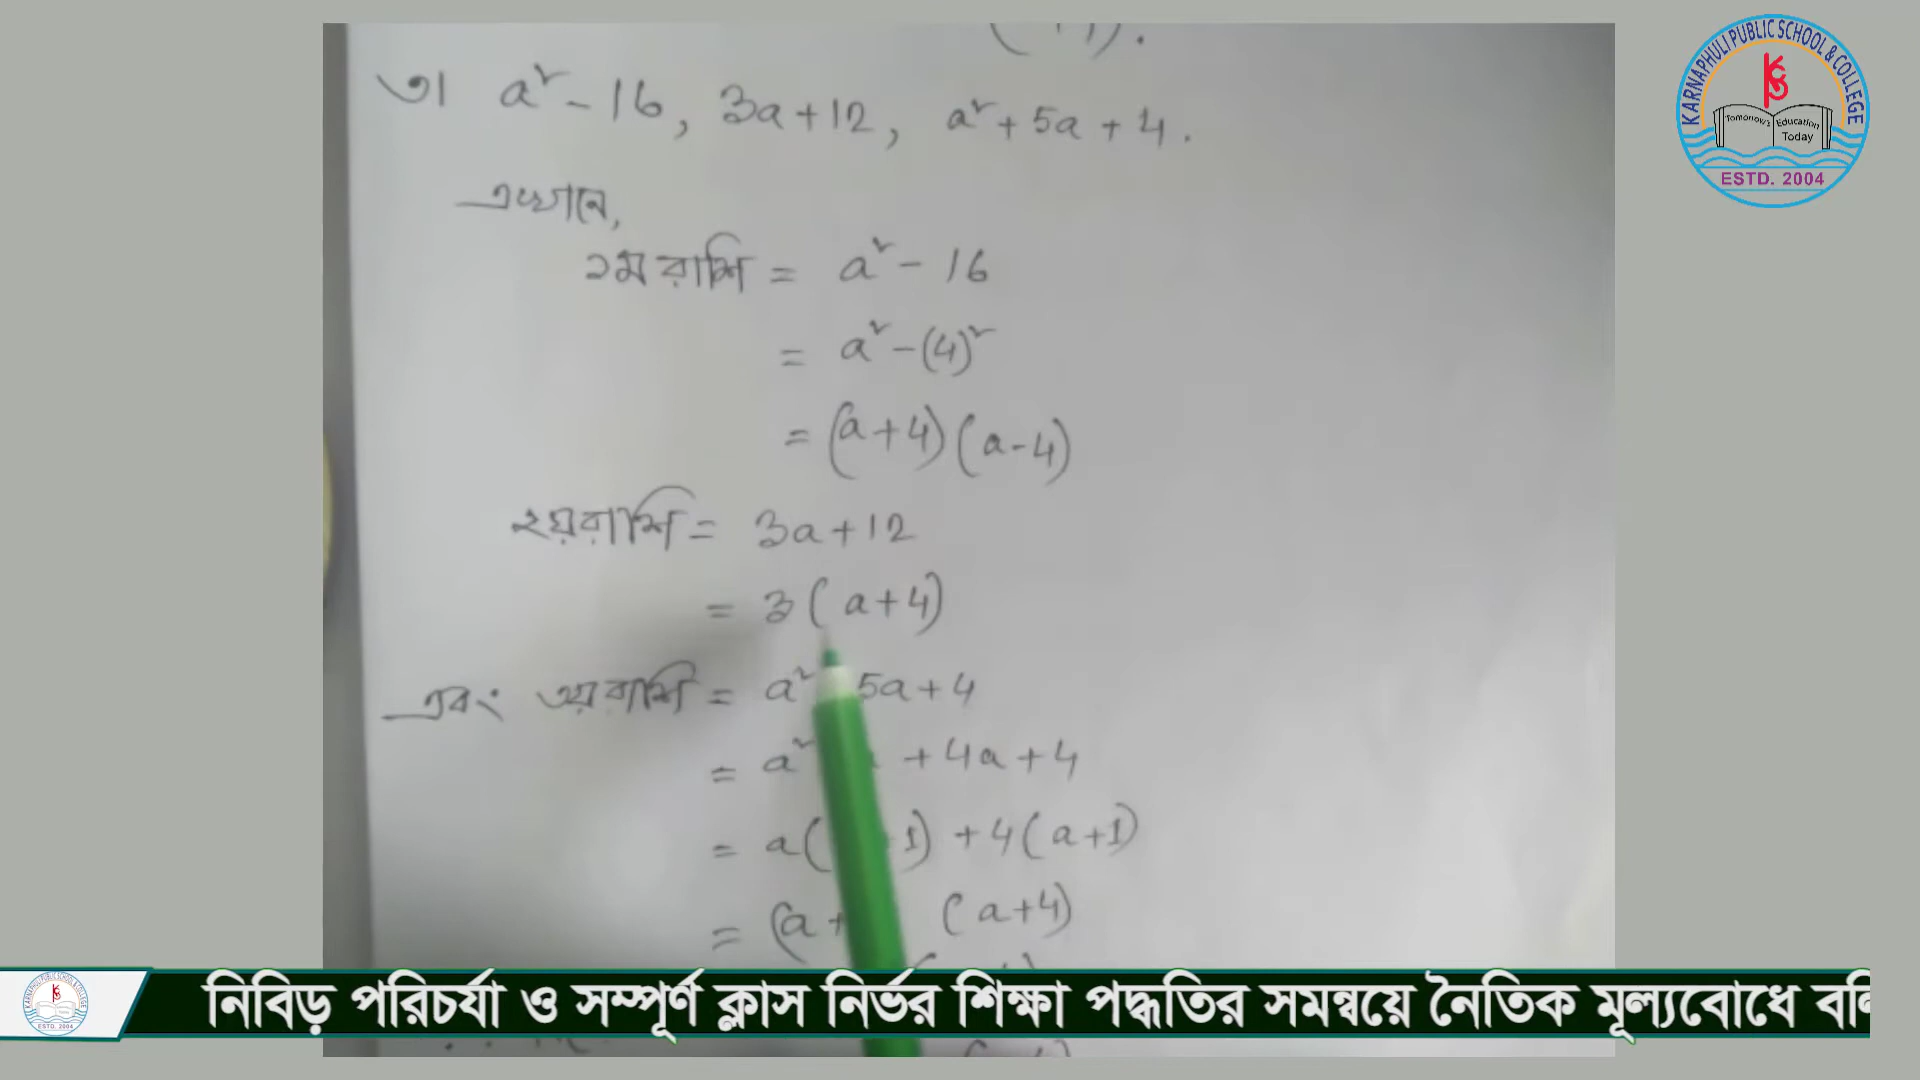 ৩। a² - 16, 3a + 12, a² + 5a + 4.
এখানে,
১ম রাশি = a² - 16
= a² - (4)²
= (a+4) (a-4)
২য় রাশি = 3a + 12
= 3 ( a+4)
এবং ৩য় রাশি = a² 5a + 4
= a² + 4a + 4
= a( 1) + 4 ( a+1)
= (a+ ( a+4)
KARNAPHULI PUBLIC SCHOOL & COLLEGE
Tomorrow's Education Today
ESTD. 2004
নিবিড় পরিচর্যা ও সম্পূর্ণ ক্লাস নির্ভর শিক্ষা পদ্ধতির সমন্বয়ে নৈতিক মূল্যবোধে